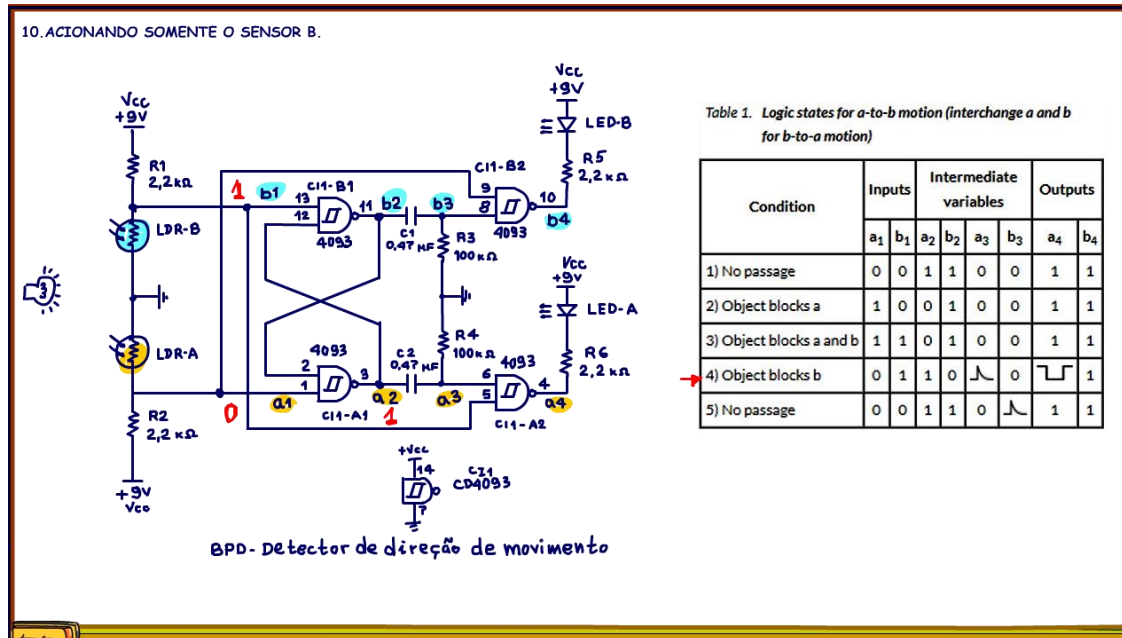 10.ACIONANDO SOMENTE O SENSOR B.
Vcc
+9V
R1
2,2kΩ
LDR-B
LDR-A
R2
2,2 kΩ
+9V
Vcc
1
b1
0
a1
CI1-B1
13
12
11
4093
b2
C1
0,47 µF
b3
R3
100kΩ
CI1-B2
9
8
10
4093
b4
Vcc
+9V
LED-B
R5
2,2 kΩ
4093
2
1
3
CI1-A1
a2
1
C2
0,47 µF
a3
R4
100kΩ
4093
6
5
4
CI1-A2
a4
Vcc
+9V
LED-A
R6
2,2 kΩ
+Vcc
14
7
CI1
CD4093
BPD- Detector de direção de movimento
3
Table 1. Logic states for a-to-b motion (interchange a and b
for b-to-a motion)
Condition Inputs Intermediate variables Outputs
a1 b1 a2 b2 a3 b3 a4 b4
1) No passage 0 0 1 1 0 0 1 1
2) Object blocks a 1 0 0 1 0 0 1 1
3) Object blocks a and b 1 1 0 1 0 0 1 1
4) Object blocks b 0 1 1 0 0 1
5) No passage 0 0 1 1 0 1 1